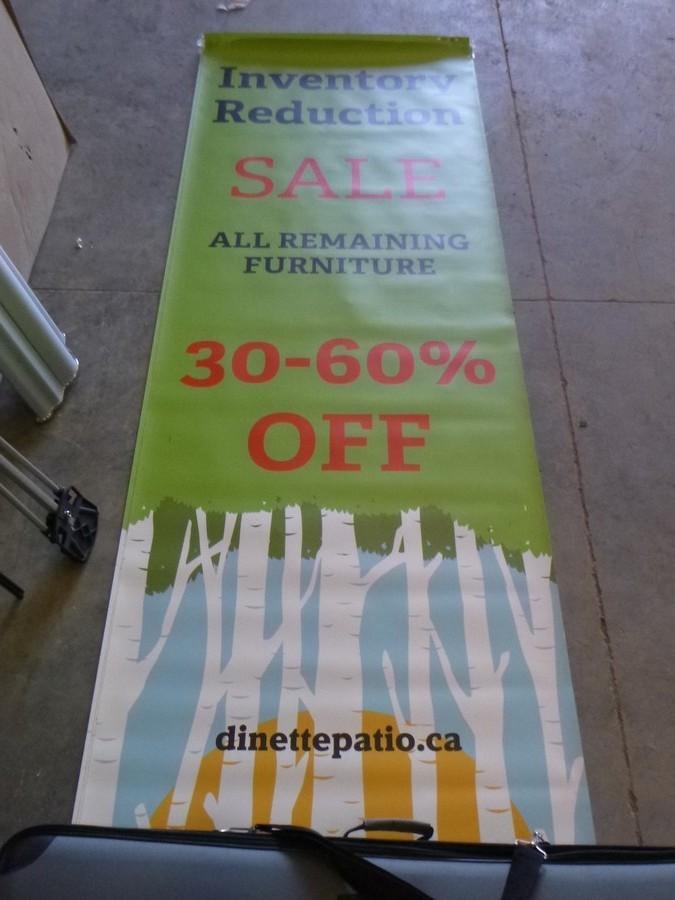 Inventory
Reduction
SALE
ALL REMAINING
FURNITURE
30-60%
OFF
dinettepatio.ca